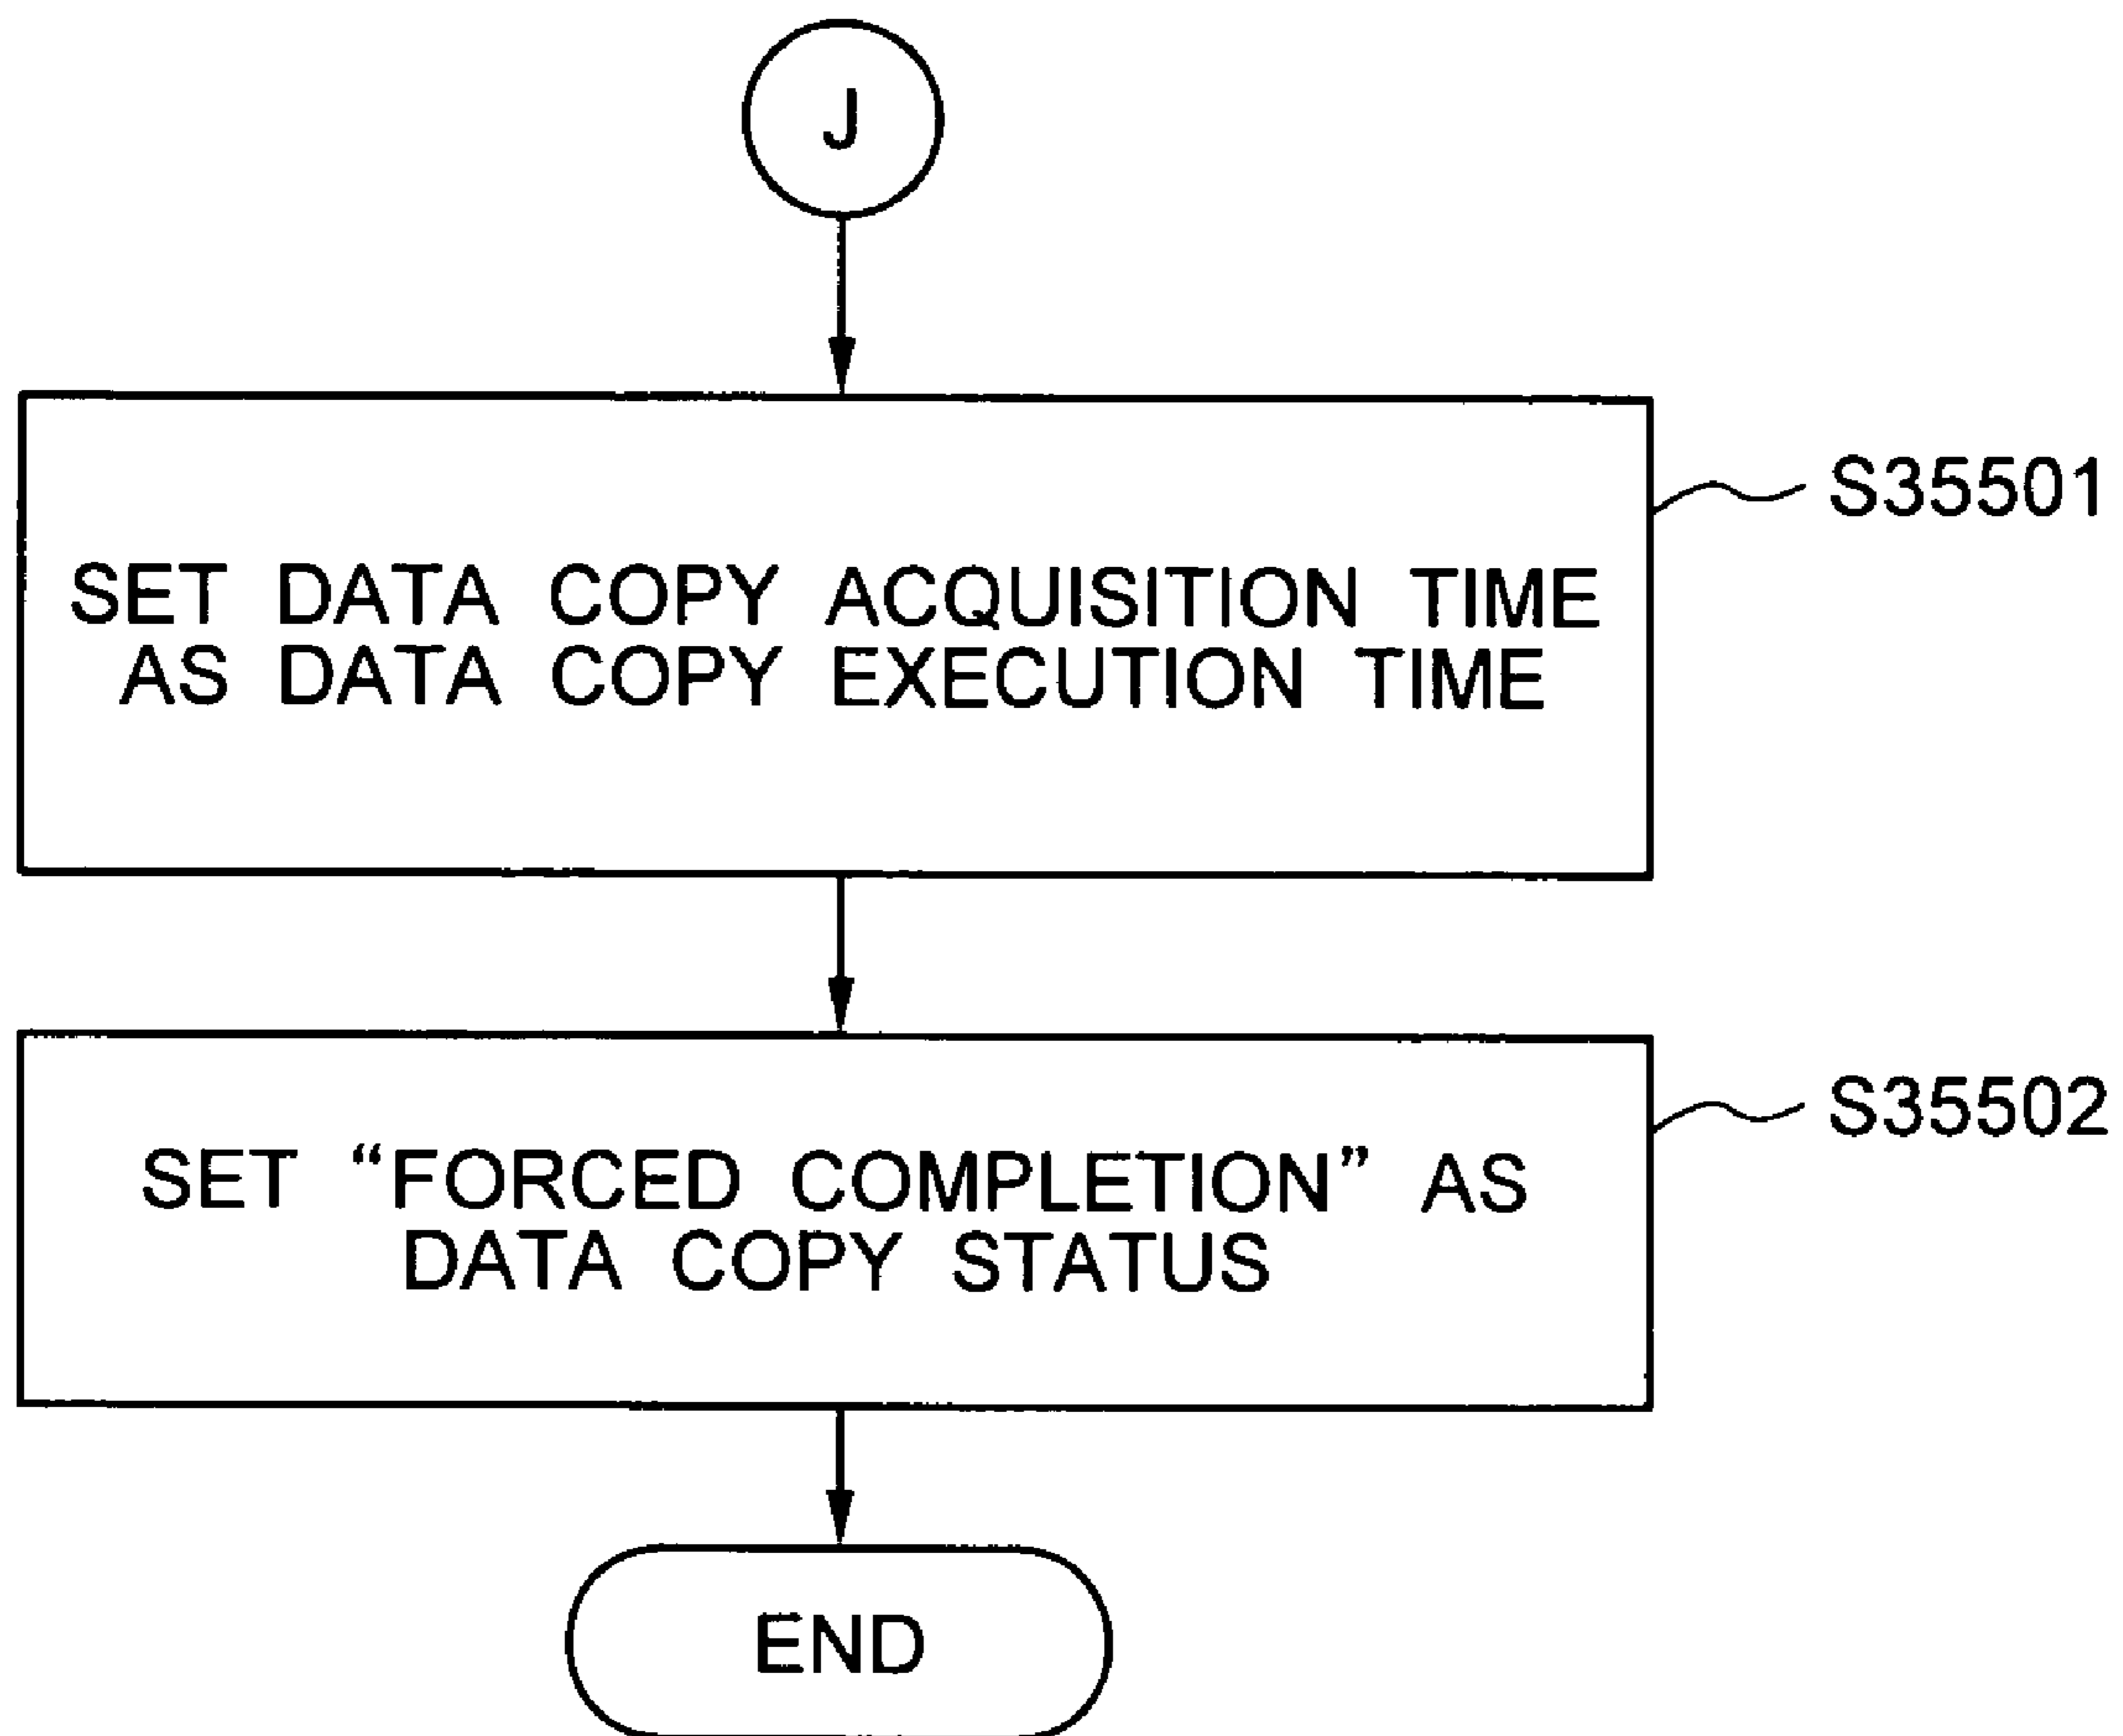 J
S35501
SET DATA COPY ACQUISITION TIME
AS DATA COPY EXECUTION TIME
S35502
SET “FORCED COMPLETION” AS
DATA COPY STATUS
END